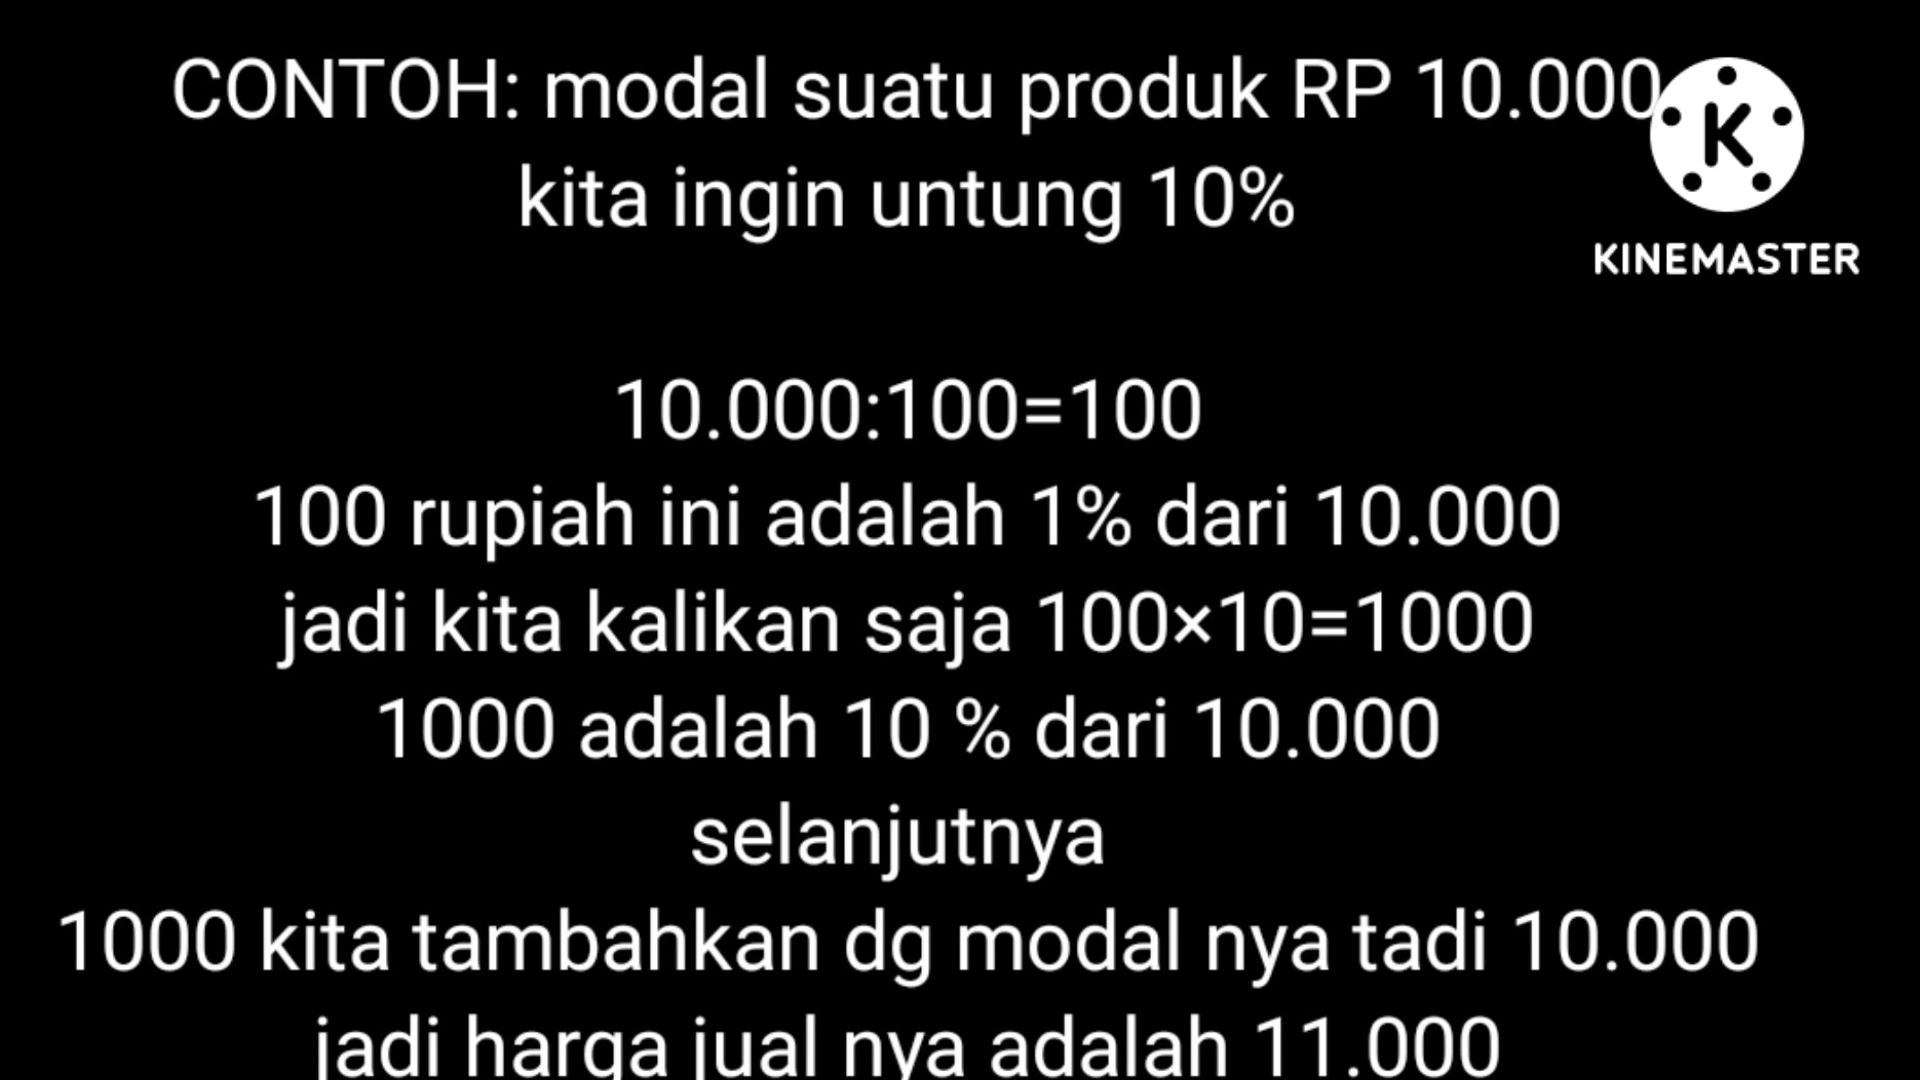 CONTOH: modal suatu produk RP 10.000
kita ingin untung 10%
K
KINEMASTER
10.000:100=100
100 rupiah ini adalah 1% dari 10.000
jadi kita kalikan saja 100×10=1000
1000 adalah 10 % dari 10.000
selanjutnya
1000 kita tambahkan dg modal nya tadi 10.000
jadi harga jual nya adalah 11.000